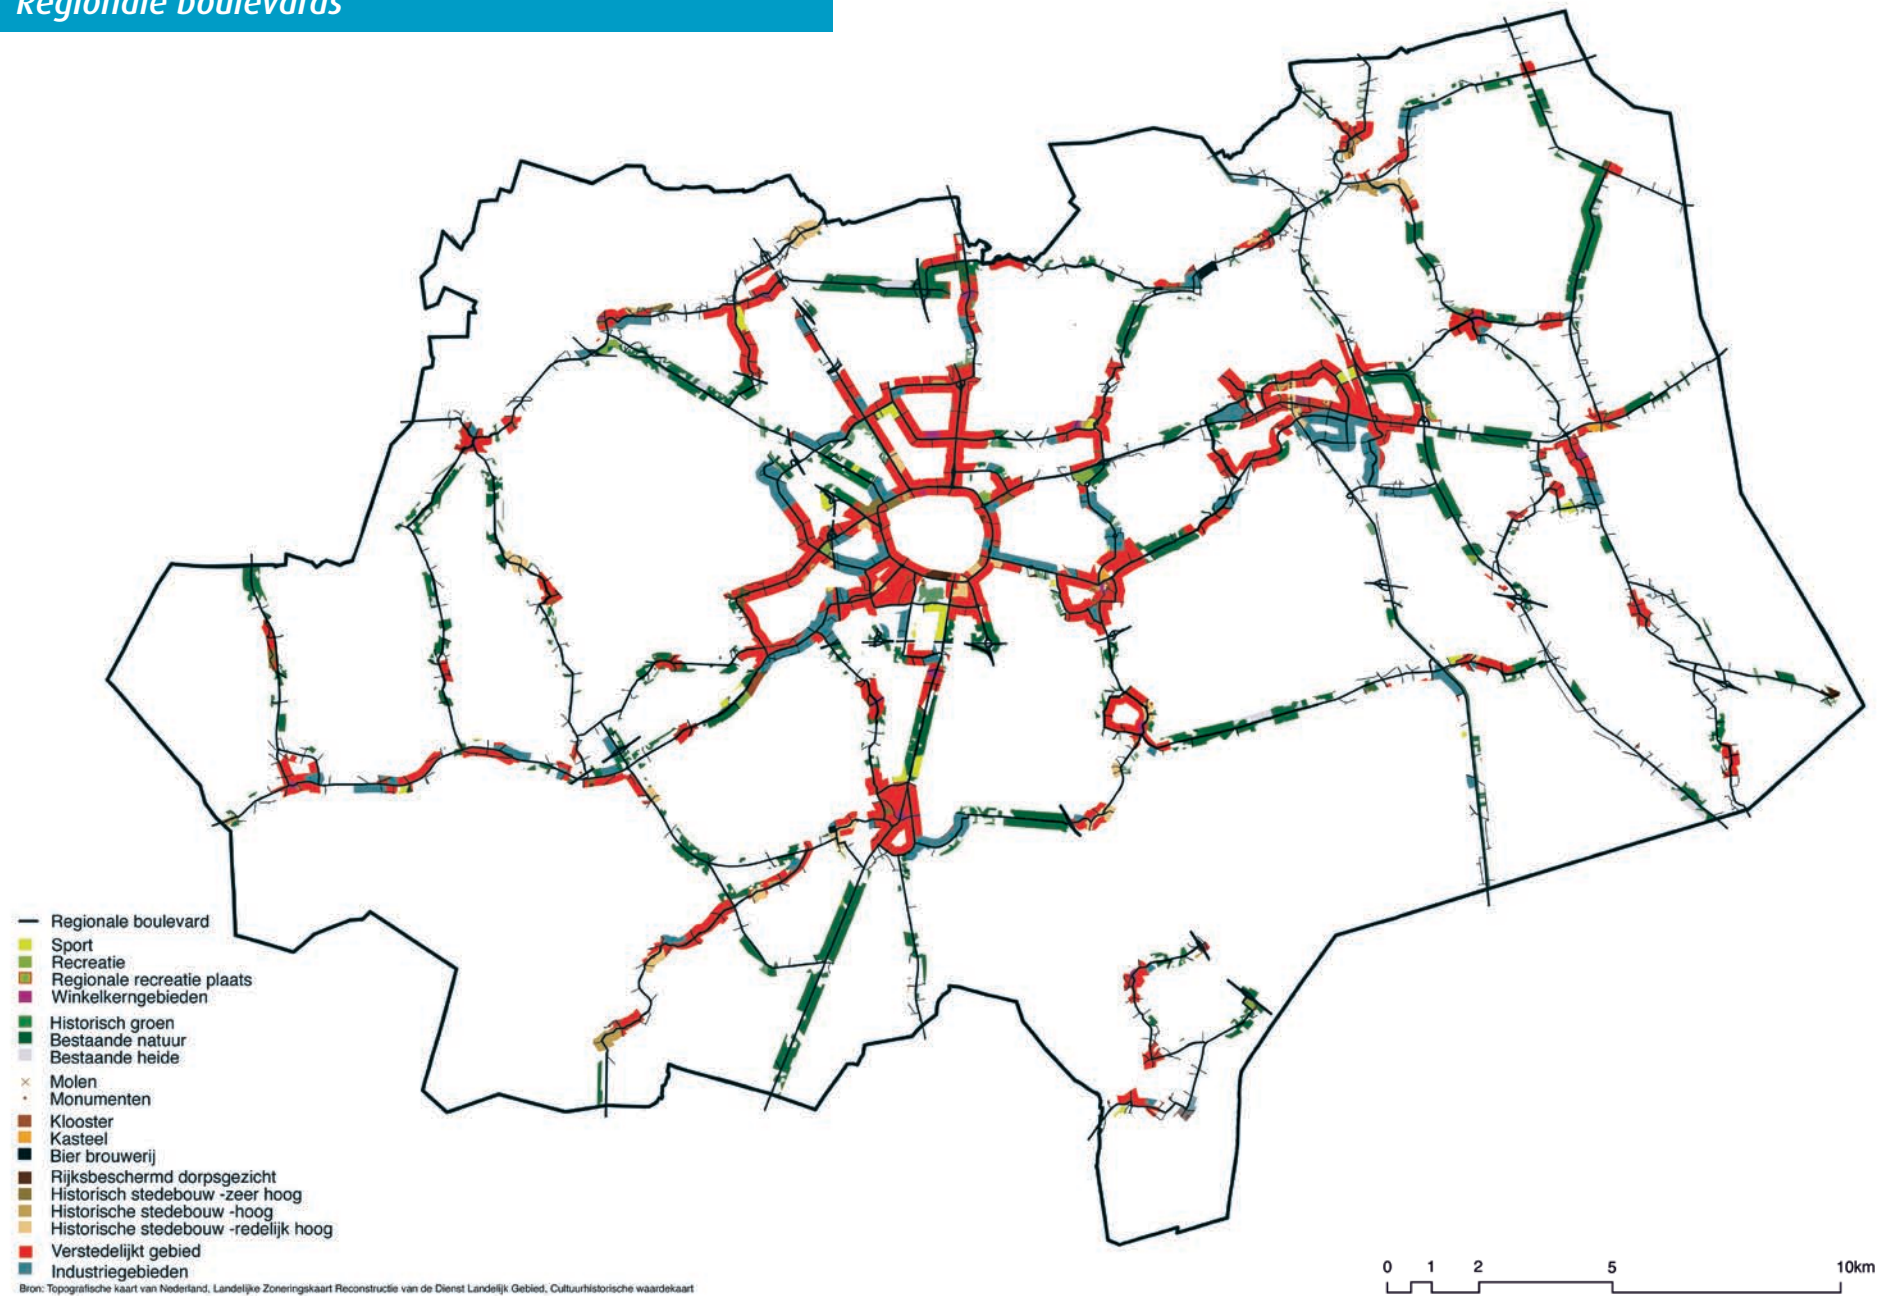 Regionale boulevards
Regionale boulevard
Sport
Recreatie
Regionale recreatie plaats
Winkelkerngebieden
Historisch groen
Bestaande natuur
Bestaande heide
Molen
Monumenten
Klooster
Kasteel
Bier brouwerij
Rijksbeschermd dorpsgezicht
Historisch stedebouw -zeer hoog
Historische stedebouw -hoog
Historische stedebouw -redelijk hoog
Verstedelijkt gebied
Industriegebieden
Bron: Topografische kaart van Nederland, Landelijke Zoneringskaart Reconstructie van de Dienst Landelijk Gebied, Cultuurhistorische waardekaart
0 1 2 5 10km